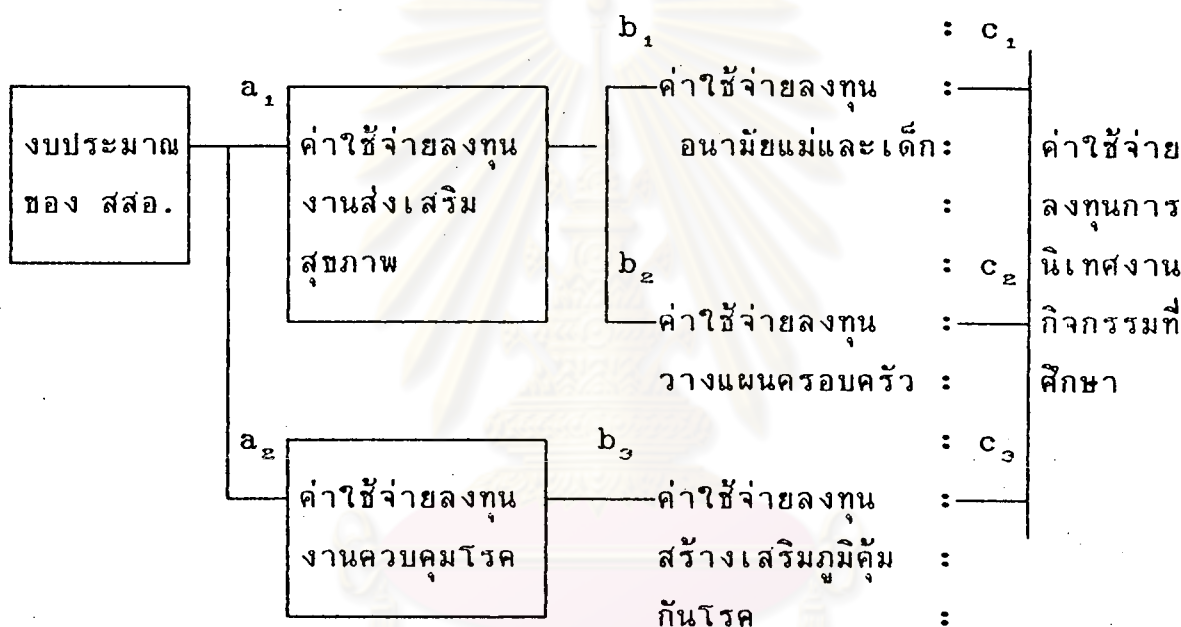 b₁ : c₁
a₁ ค่าใช้จ่ายลงทุน :
งบประมาณ ค่าใช้จ่ายลงทุน อนามัยแม่และเด็ก: ค่าใช้จ่าย
ของ สสอ. งานส่งเสริม : ลงทุนการ
สุขภาพ b₂ : c₂ นิเทศงาน
ค่าใช้จ่ายลงทุน : กิจกรรมที่
วางแผนครอบครัว : ศึกษา
a₂ b₃ : c₃
ค่าใช้จ่ายลงทุน ค่าใช้จ่ายลงทุน :
งานควบคุมโรค สร้างเสริมภูมิคุ้ม :
กันโรค :